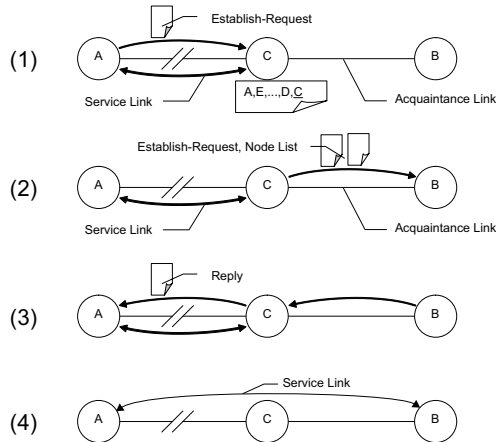 Establish-Request
(1)
A
C
B
Service Link
A,E,...,D,C
Acquaintance Link
Establish-Request, Node List
(2)
A
C
B
Service Link
Acquaintance Link
Reply
(3)
A
C
B
Service Link
(4)
A
C
B